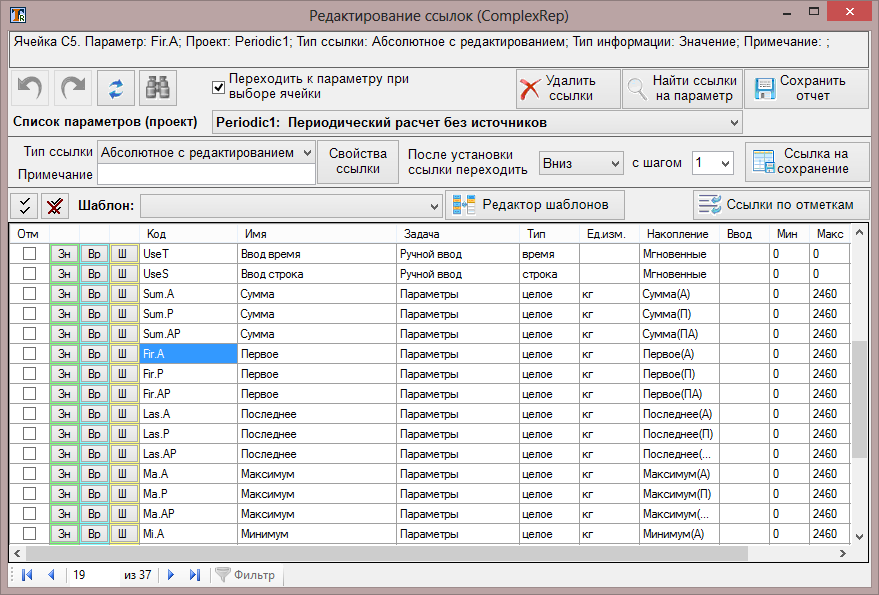 Редактирование ссылок (ComplexRep)
Ячейка C5. Параметр: Fir.A; Проект: Periodic1; Тип ссылки: Абсолютное с редактированием; Тип информации: Значение; Примечание: ;
Переходить к параметру при
выборе ячейки
Удалить
ссылки
Найти ссылки
на параметр
Сохранить
отчет
Список параметров (проект) Periodic1: Периодический расчет без источников
Тип ссылки Абсолютное с редактированием
Примечание
Свойства
ссылки
После установки
ссылки переходить
Вниз с шагом 1
Ссылка на
сохранение
Шаблон: Редактор шаблонов Ссылки по отметкам
Отм Код Имя Задача Тип Ед.изм. Накопление Ввод Мин Макс
Зн Вр Ш UseT Ввод время Ручной ввод время Мгновенные 0 0
Зн Вр Ш UseS Ввод строка Ручной ввод строка Мгновенные 0 0
Зн Вр Ш Sum.A Сумма Параметры целое кг Сумма(А) 0 2460
Зн Вр Ш Sum.P Сумма Параметры целое кг Сумма(П) 0 2460
Зн Вр Ш Sum.AP Сумма Параметры целое кг Сумма(ПА) 0 2460
Зн Вр Ш Fir.A Первое Параметры целое кг Первое(А) 0 2460
Зн Вр Ш Fir.P Первое Параметры целое кг Первое(П) 0 2460
Зн Вр Ш Fir.AP Первое Параметры целое кг Первое(ПА) 0 2460
Зн Вр Ш Las.A Последнее Параметры целое кг Последнее(А) 0 2460
Зн Вр Ш Las.P Последнее Параметры целое кг Последнее(П) 0 2460
Зн Вр Ш Las.AP Последнее Параметры целое кг Последнее(... 0 2460
Зн Вр Ш Ma.A Максимум Параметры целое кг Максимум(А) 0 2460
Зн Вр Ш Ma.P Максимум Параметры целое кг Максимум(П) 0 2460
Зн Вр Ш Ma.AP Максимум Параметры целое кг Максимум(... 0 2460
Зн Вр Ш Mi.A Минимум Параметры целое кг Минимум(А) 0 2460
19 из 37 Фильтр